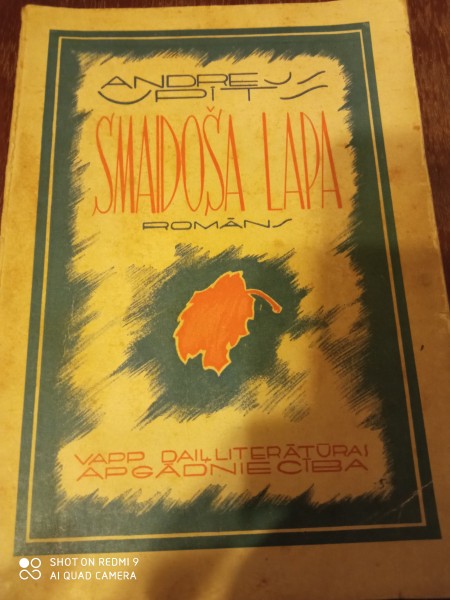 ANDREJS
UPĪTS
SMAIDOŠA LAPA
ROMĀNS
VAPP DAIĻLITERĀTŪRAI
APGĀDNIECĪBA
SHOT ON REDMI 9
AI QUAD CAMERA